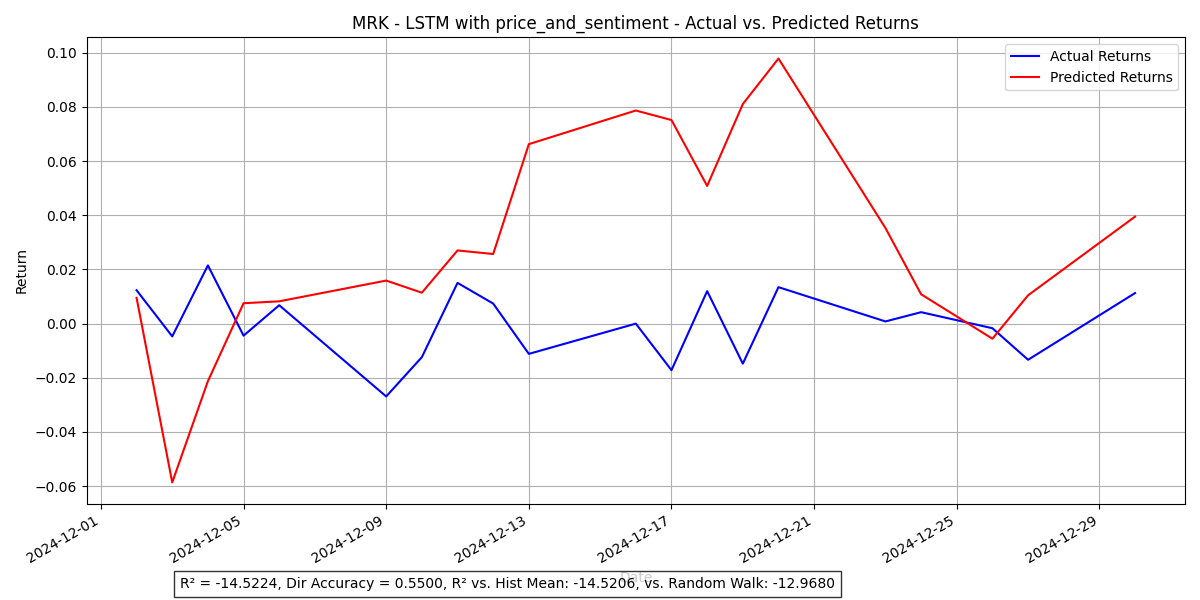 MRK - LSTM with price_and_sentiment - Actual vs. Predicted Returns
Actual Returns
Predicted Returns
Return
0.10
0.08
0.06
0.04
0.02
0.00
−0.02
−0.04
−0.06
2024-12-01
2024-12-05
2024-12-09
2024-12-13
2024-12-17
2024-12-21
2024-12-25
2024-12-29
Date
R² = -14.5224, Dir Accuracy = 0.5500, R² vs. Hist Mean: -14.5206, vs. Random Walk: -12.9680